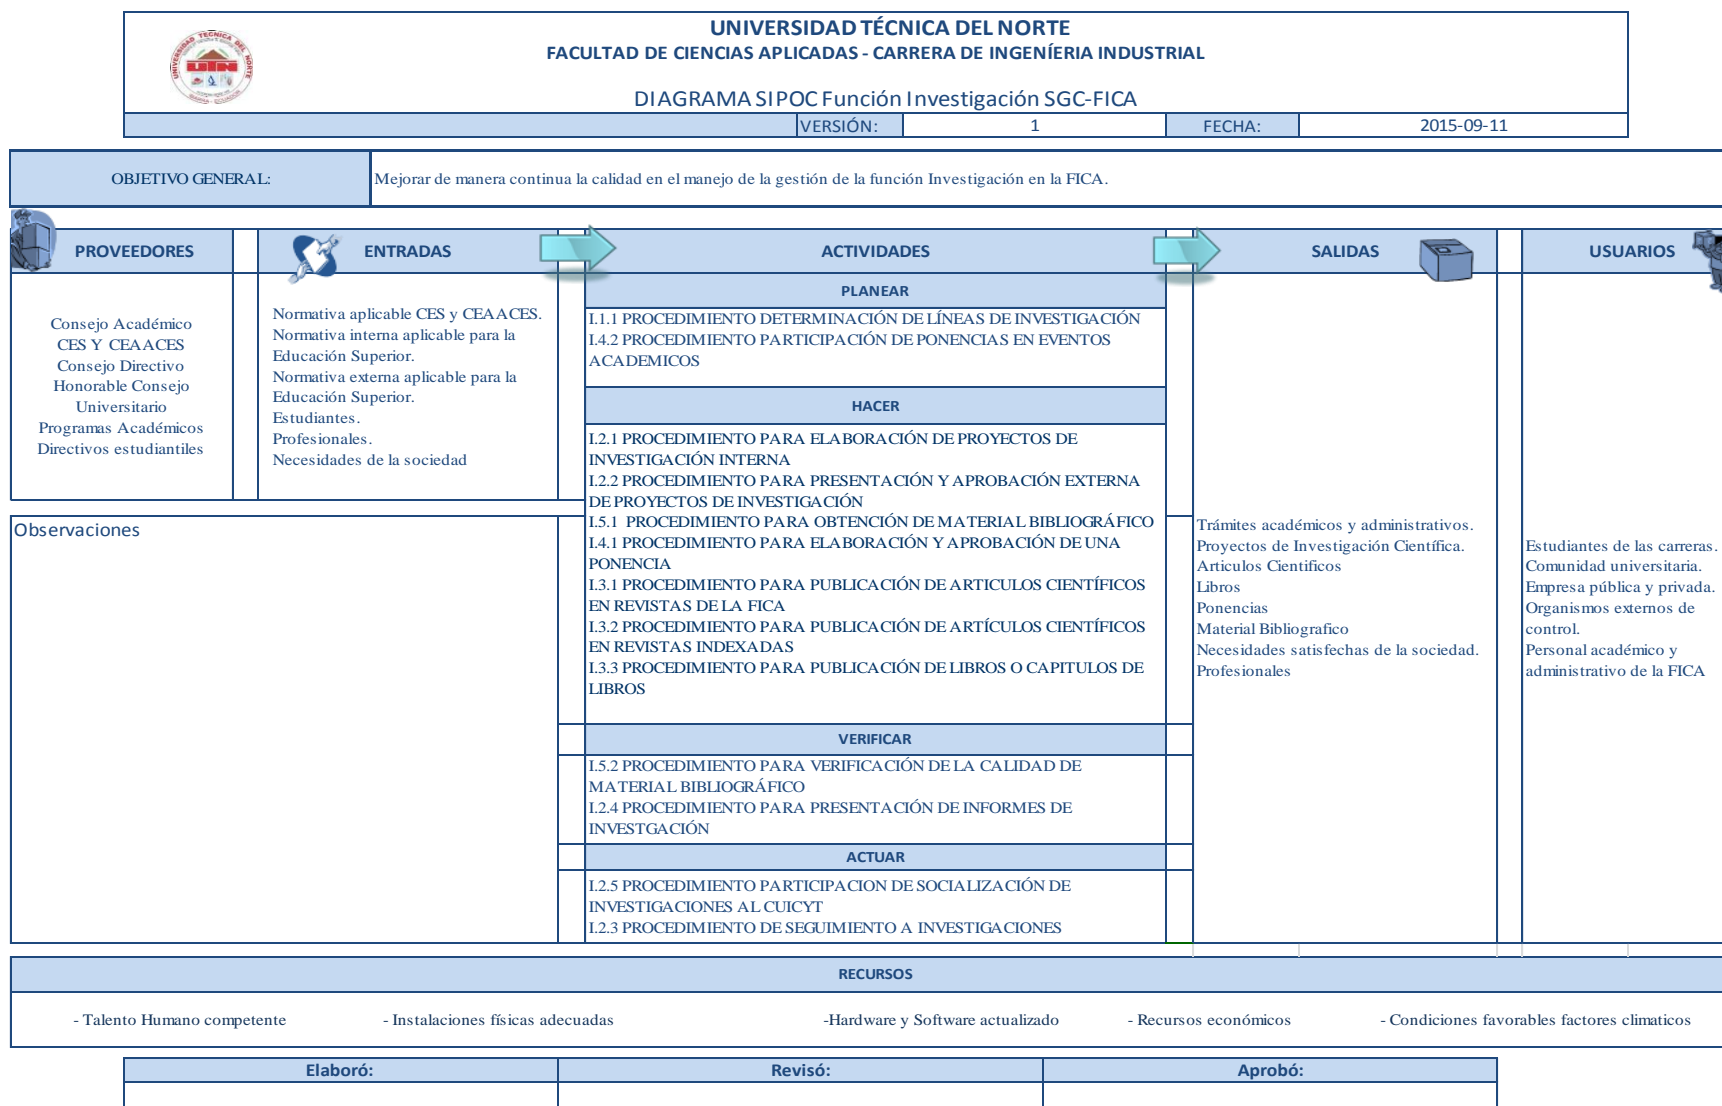 UNIVERSIDAD TÉCNICA DEL NORTE
FACULTAD DE CIENCIAS APLICADAS - CARRERA DE INGENÍERIA INDUSTRIAL
DIAGRAMA SIPOC Función Investigación SGC-FICA
VERSIÓN: 1 FECHA: 2015-09-11
UNIVERSIDAD TECNICA DEL NORTE
UTN
IBARRA - ECUADOR
OBJETIVO GENERAL: Mejorar de manera continua la calidad en el manejo de la gestión de la función Investigación en la FICA.
PROVEEDORES
Consejo Académico
CES Y CEAACES
Consejo Directivo
Honorable Consejo
Universitario
Programas Académicos
Directivos estudiantiles
ENTRADAS
Normativa aplicable CES y CEAACES.
Normativa interna aplicable para la
Educación Superior.
Normativa externa aplicable para la
Educación Superior.
Estudiantes.
Profesionales.
Necesidades de la sociedad
Observaciones
ACTIVIDADES
PLANEAR
I.1.1 PROCEDIMIENTO DETERMINACIÓN DE LÍNEAS DE INVESTIGACIÓN
I.4.2 PROCEDIMIENTO PARTICIPACIÓN DE PONENCIAS EN EVENTOS
ACADEMICOS
HACER
I.2.1 PROCEDIMIENTO PARA ELABORACIÓN DE PROYECTOS DE
INVESTIGACIÓN INTERNA
I.2.2 PROCEDIMIENTO PARA PRESENTACIÓN Y APROBACIÓN EXTERNA
DE PROYECTOS DE INVESTIGACIÓN
I.5.1 PROCEDIMIENTO PARA OBTENCIÓN DE MATERIAL BIBLIOGRÁFICO
I.4.1 PROCEDIMIENTO PARA ELABORACIÓN Y APROBACIÓN DE UNA
PONENCIA
I.3.1 PROCEDIMIENTO PARA PUBLICACIÓN DE ARTICULOS CIENTÍFICOS
EN REVISTAS DE LA FICA
I.3.2 PROCEDIMIENTO PARA PUBLICACIÓN DE ARTÍCULOS CIENTÍFICOS
EN REVISTAS INDEXADAS
I.3.3 PROCEDIMIENTO PARA PUBLICACIÓN DE LIBROS O CAPITULOS DE
LIBROS
VERIFICAR
I.5.2 PROCEDIMIENTO PARA VERIFICACIÓN DE LA CALIDAD DE
MATERIAL BIBLIOGRÁFICO
I.2.4 PROCEDIMIENTO PARA PRESENTACIÓN DE INFORMES DE
INVESTGACIÓN
ACTUAR
I.2.5 PROCEDIMIENTO PARTICIPACION DE SOCIALIZACIÓN DE
INVESTIGACIONES AL CUICYT
I.2.3 PROCEDIMIENTO DE SEGUIMIENTO A INVESTIGACIONES
SALIDAS
Trámites académicos y administrativos.
Proyectos de Investigación Científica.
Articulos Cientificos
Libros
Ponencias
Material Bibliografico
Necesidades satisfechas de la sociedad.
Profesionales
USUARIOS
Estudiantes de las carreras.
Comunidad universitaria.
Empresa pública y privada.
Organismos externos de
control.
Personal académico y
administrativo de la FICA
RECURSOS
- Talento Humano competente - Instalaciones físicas adecuadas -Hardware y Software actualizado - Recursos económicos - Condiciones favorables factores climaticos
Elaboró: Revisó: Aprobó: